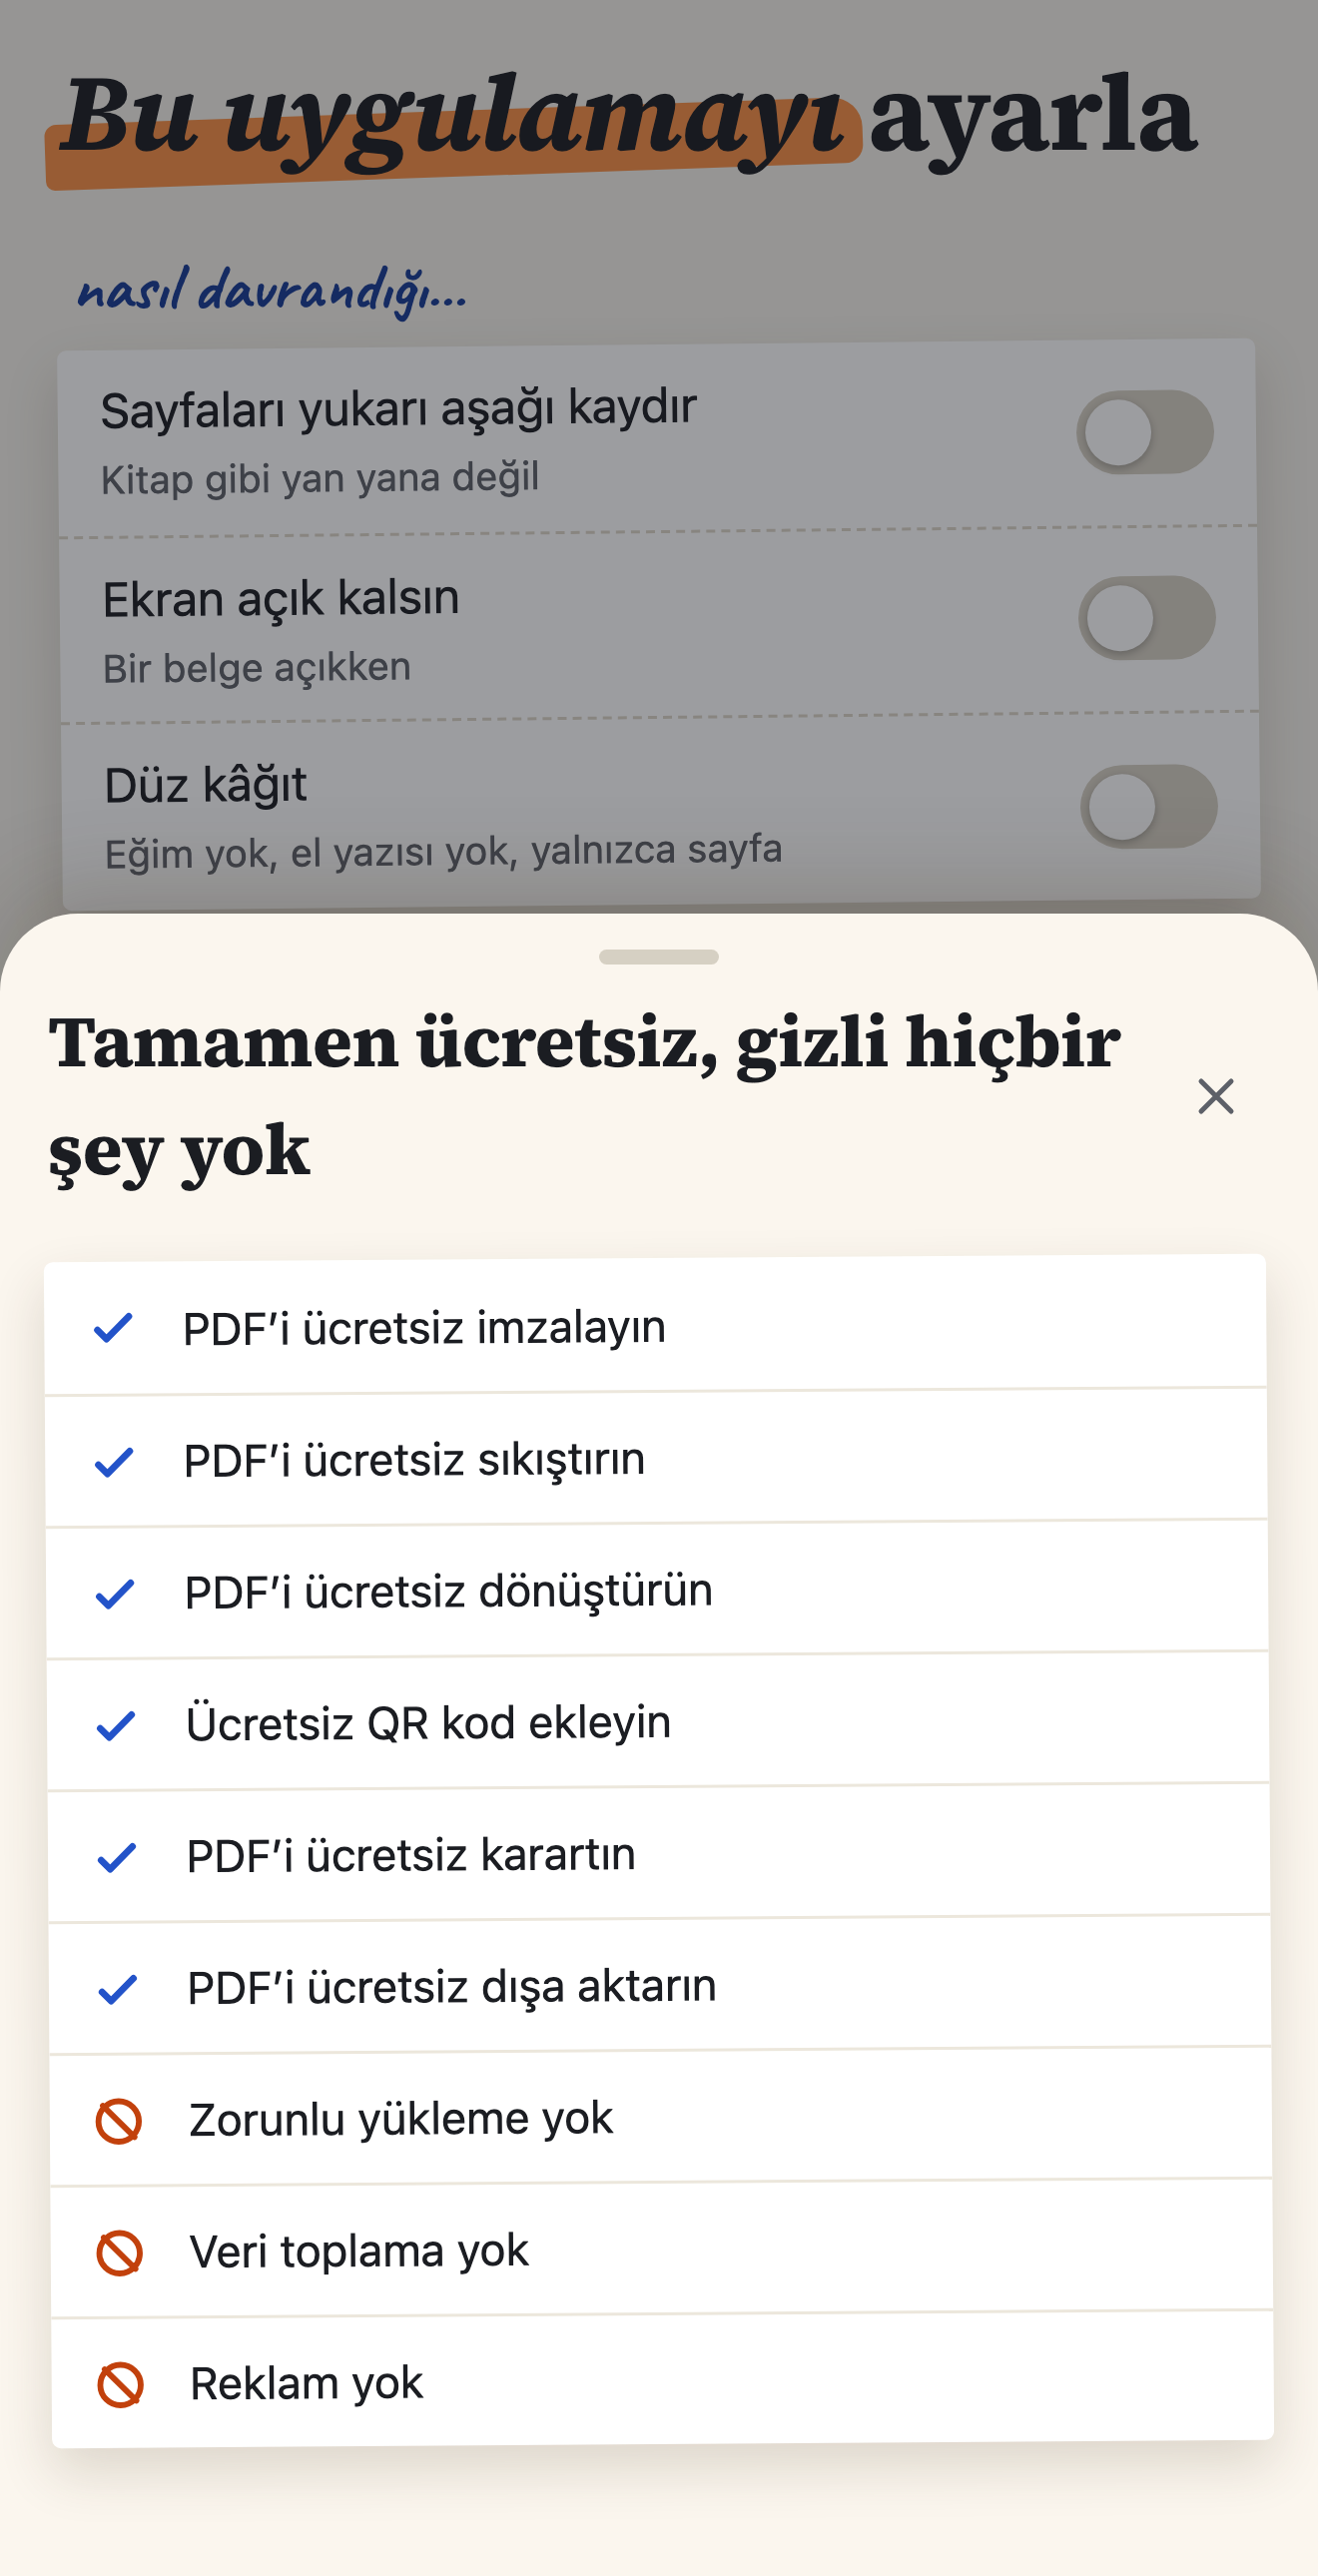 Bu uygulamayı ayarla
nasıl davrandığı...
Sayfaları yukarı aşağı kaydır
Kitap gibi yan yana değil
Ekran açık kalsın
Bir belge açıkken
Düz kâğıt
Eğim yok, el yazısı yok, yalnızca sayfa
Tamamen ücretsiz, gizli hiçbir
şey yok
PDF’i ücretsiz imzalayın
PDF’i ücretsiz sıkıştırın
PDF’i ücretsiz dönüştürün
Ücretsiz QR kod ekleyin
PDF’i ücretsiz karartın
PDF’i ücretsiz dışa aktarın
Zorunlu yükleme yok
Veri toplama yok
Reklam yok